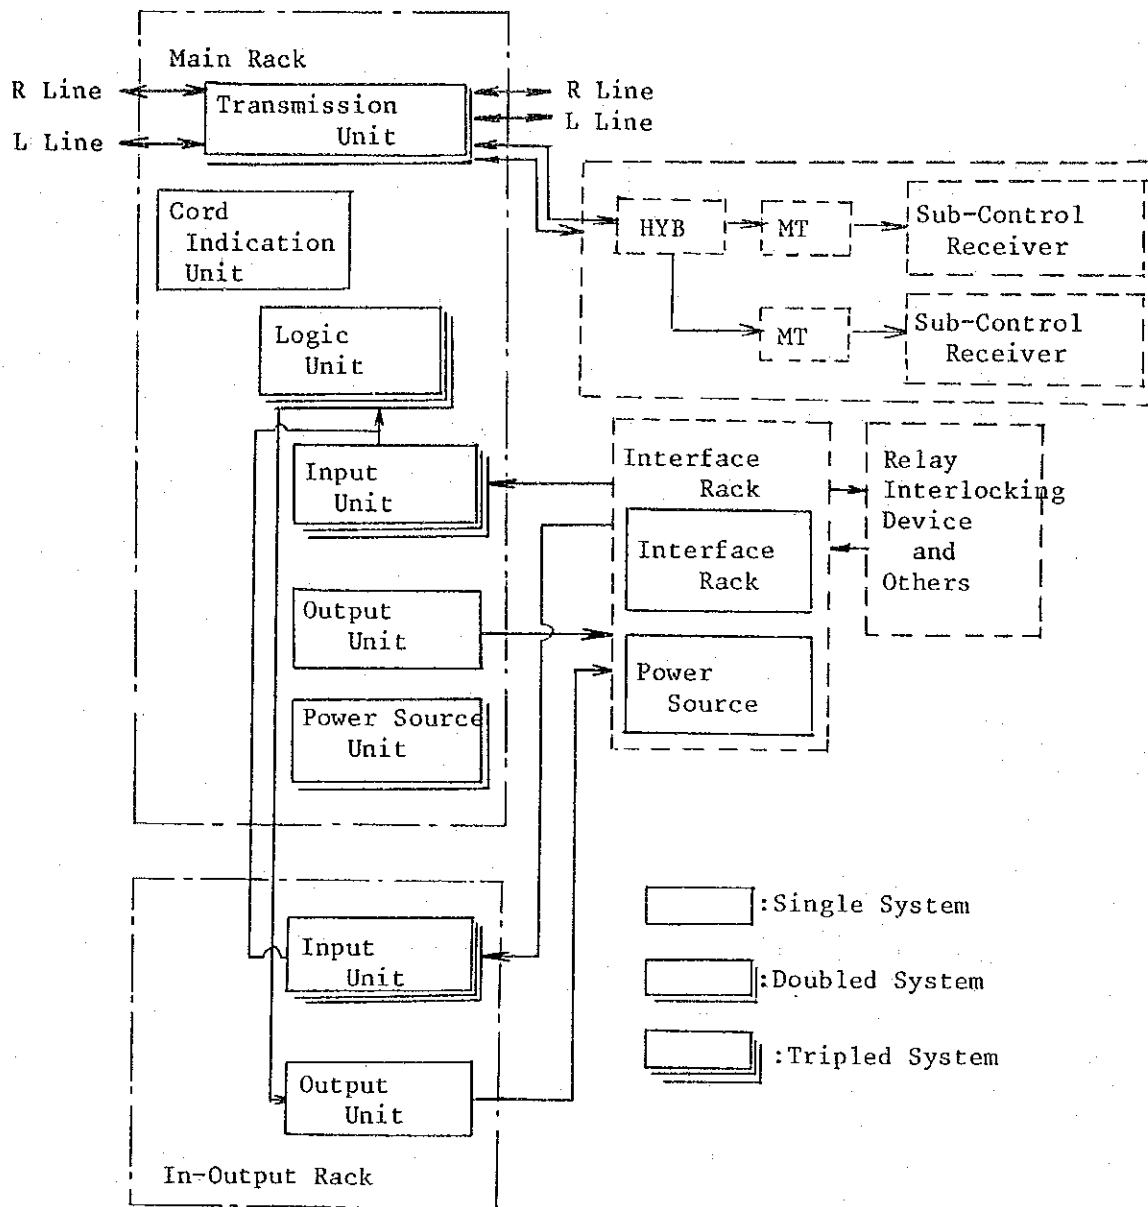 Main Rack
R Line
L Line
Transmission
Unit
R Line
L Line
Cord
Indication
Unit
HYB
MT
Sub-Control
Receiver
MT
Sub-Control
Receiver
Logic
Unit
Input
Unit
Interface
Rack
Interface
Rack
Power
Source
Relay
Interlocking
Device
and
Others
Output
Unit
Power Source
Unit
Input
Unit
Output
Unit
In-Output Rack
:Single System
:Doubled System
:Tripled System